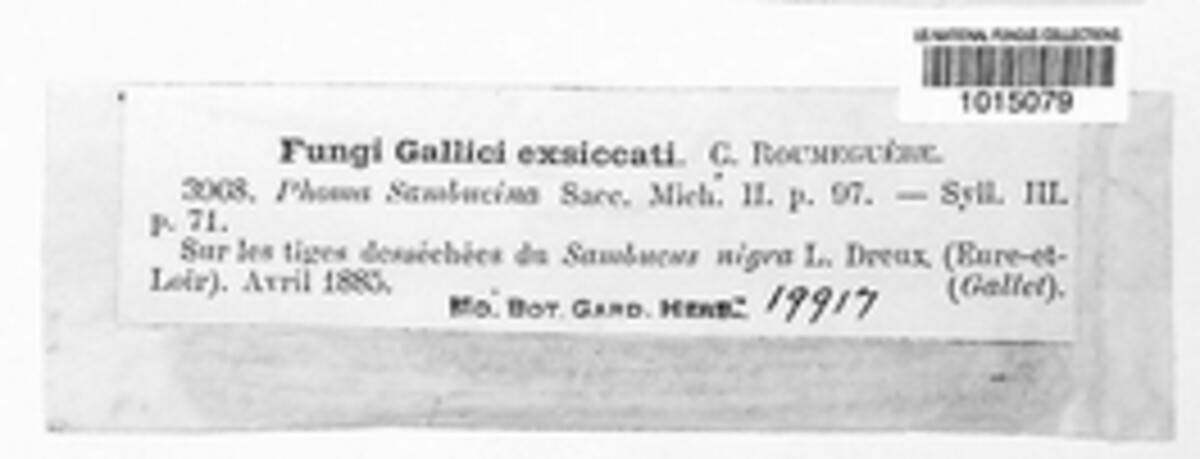 US NATIONAL FUNGUS COLLECTIONS
1015079
Fungi Gallici exsiccati. C. ROUMEGUÈRE.
3968. Phoma Sambucina Sacc. Mich. II. p. 97. — Syll. III.
p. 71.
Sur les tiges desséchées du Sambucus nigra L. Dreux (Eure-et-
Loir). Avril 1885. (Gallet).
MO. BOT. GARD. HERB. 19917